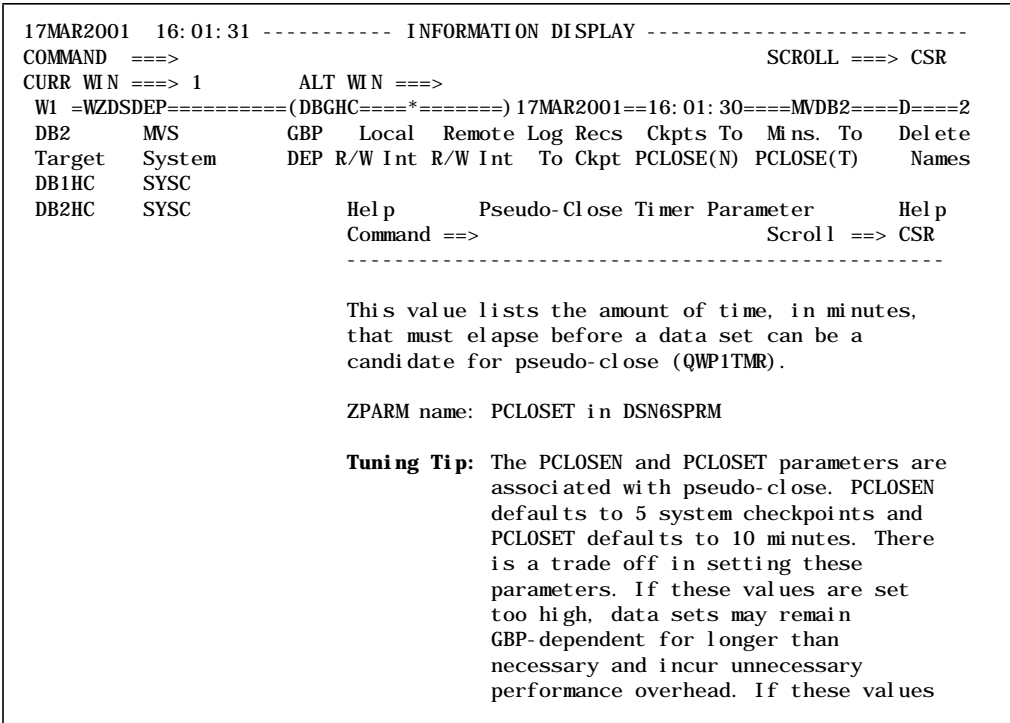 17MAR2001  16:01:31 ----------- INFORMATION DISPLAY ---------------------------
COMMAND  ===>                                                 SCROLL ===> CSR
CURR WIN ===> 1        ALT WIN ===>
W1 =WZDSDEP==========(DBGHC====*=======)17MAR2001==16:01:30====MVDB2====D====2
DB2      MVS         GBP   Local  Remote Log Recs  Ckpts To  Mins. To   Delete
Target   System      DEP R/W Int R/W Int  To Ckpt PCLOSE(N) PCLOSE(T)    Names
DB1HC    SYSC
DB2HC    SYSC             Help       Pseudo-Close Timer Parameter       Help
Command ==>                        Scroll ==> CSR
--------------------------------------------------
This value lists the amount of time, in minutes,
that must elapse before a data set can be a
candidate for pseudo-close (QWP1TMR).
ZPARM name: PCLOSET in DSN6SPRM
Tuning Tip: The PCLOSEN and PCLOSET parameters are
associated with pseudo-close. PCLOSEN
defaults to 5 system checkpoints and
PCLOSET defaults to 10 minutes. There
is a trade off in setting these
parameters. If these values are set
too high, data sets may remain
GBP-dependent for longer than
necessary and incur unnecessary
performance overhead. If these values